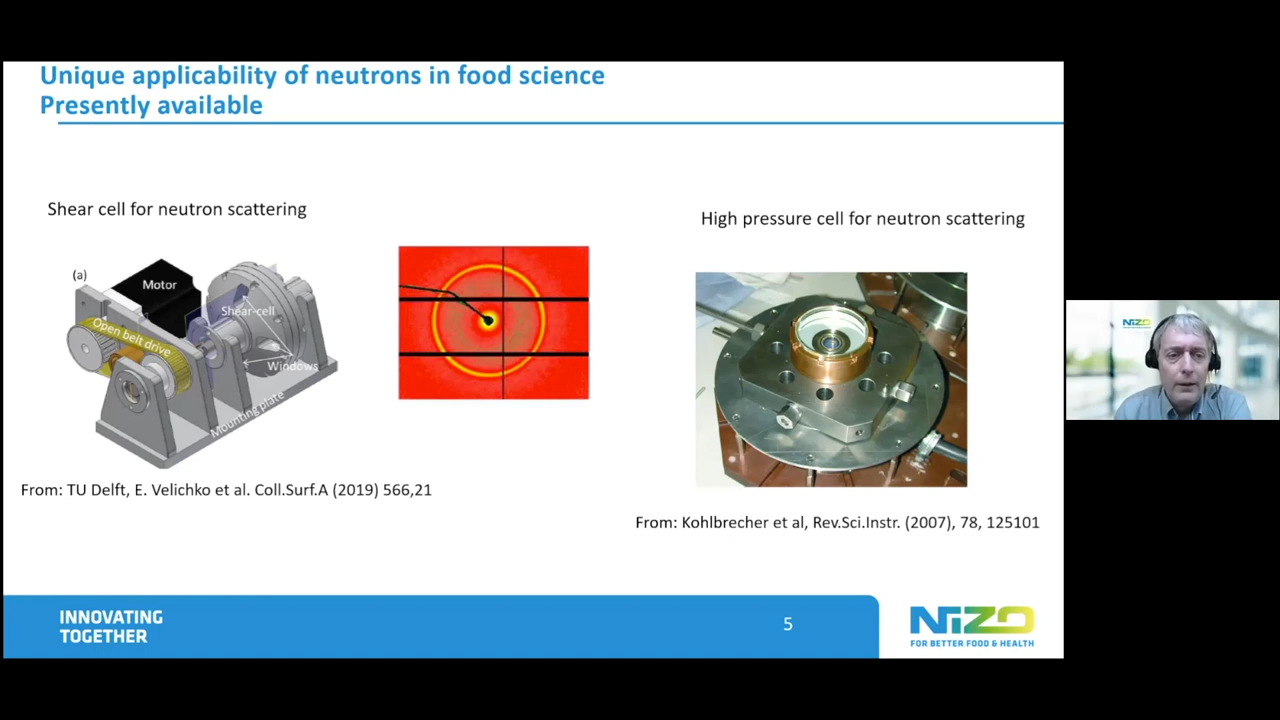 Unique applicability of neutrons in food science
Presently available
Shear cell for neutron scattering
High pressure cell for neutron scattering
(a)
Motor
Shear-cell
Open belt drive
Windows
Mounting plate
From: TU Delft, E. Velichko et al. Coll.Surf.A (2019) 566,21
From: Kohlbrecher et al, Rev.Sci.Instr. (2007), 78, 125101
INNOVATING
TOGETHER
5
NIZO
FOR BETTER FOOD & HEALTH
NIZO